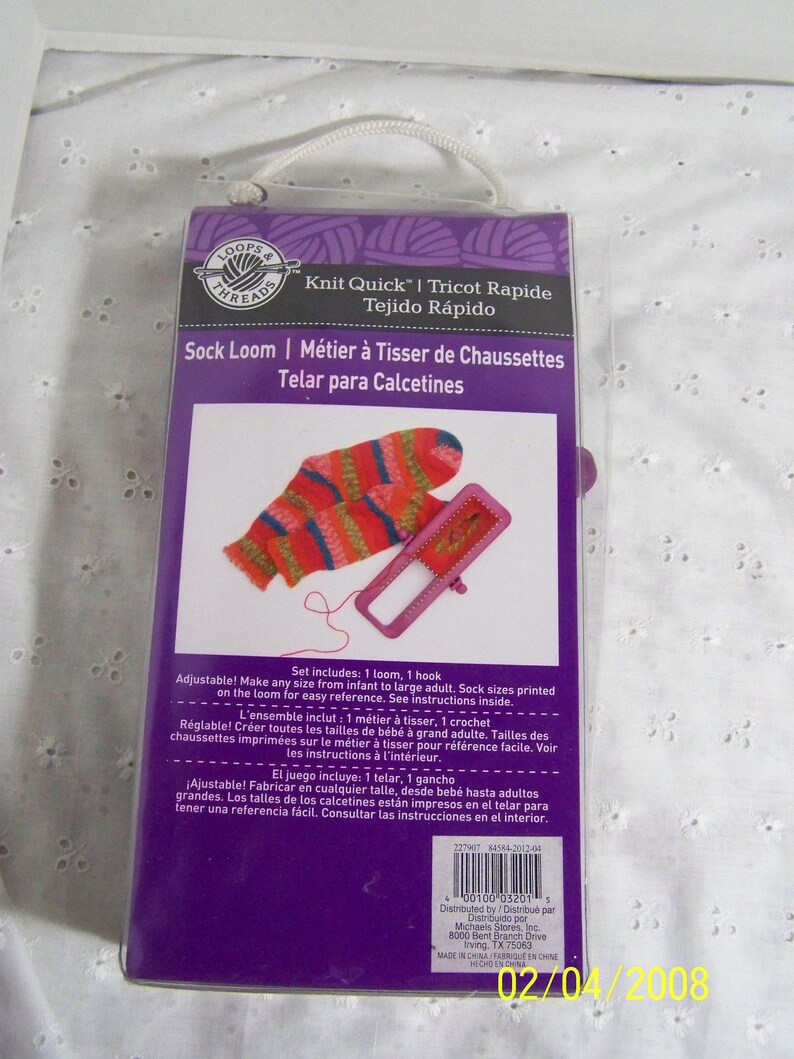 LOOPS &
THREADS™
Knit Quick™ | Tricot Rapide
Tejido Rápido
Sock Loom | Métier à Tisser de Chaussettes
Telar para Calcetines
Set includes: 1 loom, 1 hook
Adjustable! Make any size from infant to large adult. Sock sizes printed
on the loom for easy reference. See instructions inside.
L'ensemble inclut : 1 métier à tisser, 1 crochet
Réglable! Créer toutes les tailles de bébé à grand adulte. Tailles des
chaussettes imprimées sur le métier à tisser pour référence facile. Voir
les instructions à l'intérieur.
El juego incluye: 1 telar, 1 gancho
¡Ajustable! Fabricar en cualquier talle, desde bebé hasta adultos
grandes. Los talles de los calcetines están impresos en el telar para
tener una referencia fácil. Consultar las instrucciones en el interior.
227907 84584-2012-04
4 00100 03201 5
Distributed by / Distribué par
Distribuido por
Michaels Stores, Inc.
8000 Bent Branch Drive
Irving, TX 75063
MADE IN CHINA / FABRIQUÉ EN CHINE
HECHO EN CHINA
02/04/2008